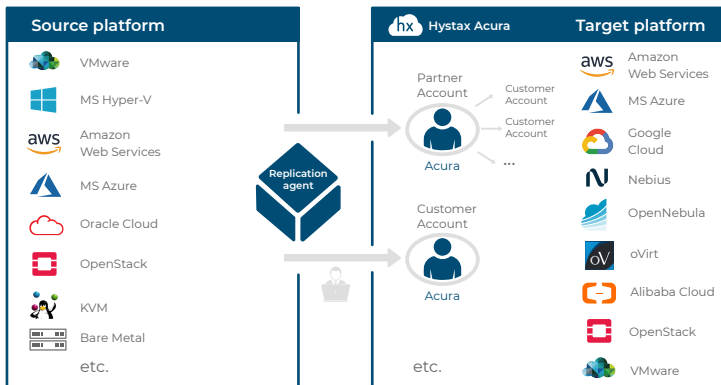 Source platform
VMware
MS Hyper-V
aws
Amazon
Web Services
MS Azure
Oracle Cloud
OpenStack
KVM
Bare Metal
etc.
Replication
agent
hx
Hystax Acura
Target platform
Partner
Account
Acura
Customer
Account
Customer
Account
...
Customer
Account
Acura
etc.
aws
Amazon
Web Services
MS Azure
Google
Cloud
Nebius
OpenNebula
oV
oVirt
Alibaba Cloud
OpenStack
VMware